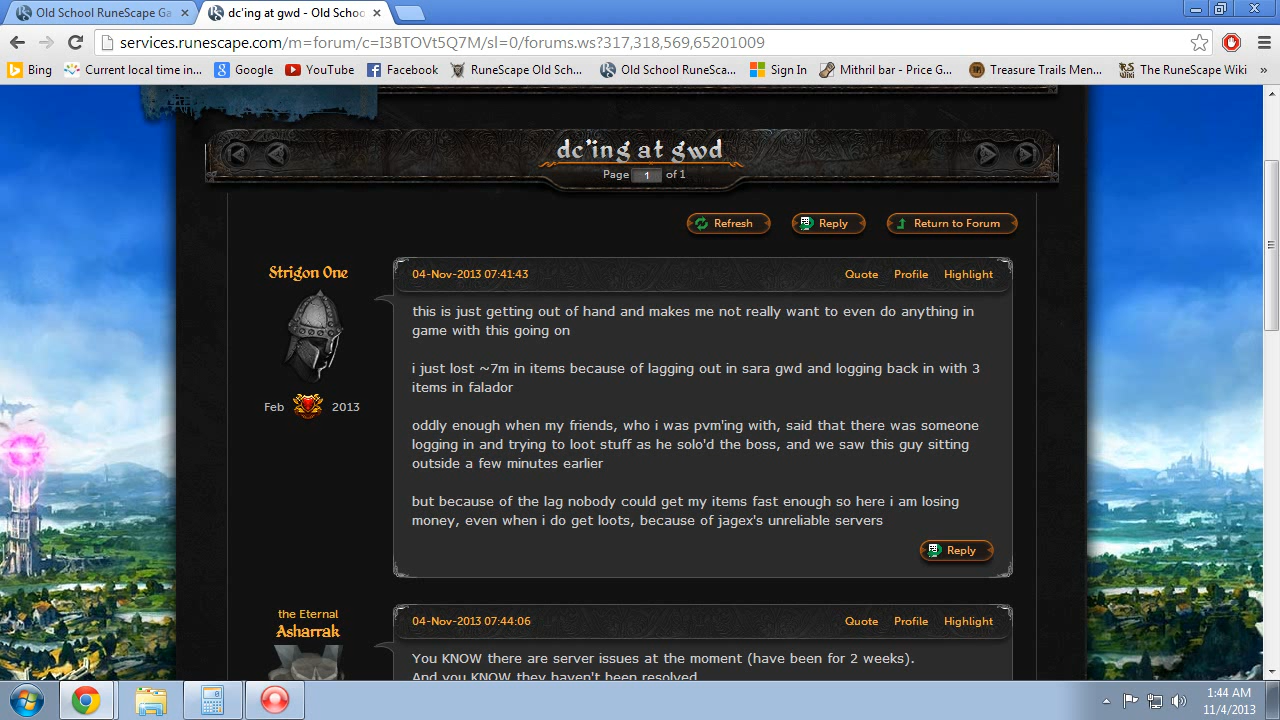 Old School RuneScape Ga
dc'ing at gwd - Old Schoo
services.runescape.com/m=forum/c=I3BTOVt5Q7M/sl=0/forums.ws?317,318,569,65201009
Bing Current local time in... Google YouTube Facebook RuneScape Old Sch... Old School RuneSca... Sign In Mithril bar - Price G... Treasure Trails Men... The RuneScape Wiki »
dc'ing at gwd
Page 1 of 1
Refresh Reply Return to Forum
Strigon One
Feb 2013
04-Nov-2013 07:41:43 Quote Profile Highlight
this is just getting out of hand and makes me not really want to even do anything in
game with this going on
i just lost ~7m in items because of lagging out in sara gwd and logging back in with 3
items in falador
oddly enough when my friends, who i was pvm'ing with, said that there was someone
logging in and trying to loot stuff as he solo'd the boss, and we saw this guy sitting
outside a few minutes earlier
but because of the lag nobody could get my items fast enough so here i am losing
money, even when i do get loots, because of jagex's unreliable servers
Reply
the Eternal
Asharrak
04-Nov-2013 07:44:06 Quote Profile Highlight
You KNOW there are server issues at the moment (have been for 2 weeks).
And you KNOW they haven't been resolved
1:44 AM
11/4/2013